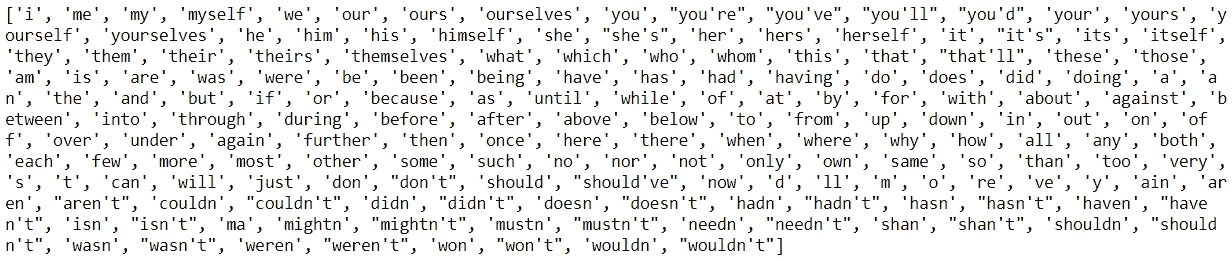 ['i', 'me', 'my', 'myself', 'we', 'our', 'ours', 'ourselves', 'you', "you're", "you've", "you'll", "you'd", 'your', 'yours', 'y
ourself', 'yourselves', 'he', 'him', 'his', 'himself', 'she', "she's", 'her', 'hers', 'herself', 'it', "it's", 'its', 'itself',
'they', 'them', 'their', 'theirs', 'themselves', 'what', 'which', 'who', 'whom', 'this', 'that', "that'll", 'these', 'those',
'am', 'is', 'are', 'was', 'were', 'be', 'been', 'being', 'have', 'has', 'had', 'having', 'do', 'does', 'did', 'doing', 'a', 'a
n', 'the', 'and', 'but', 'if', 'or', 'because', 'as', 'until', 'while', 'of', 'at', 'by', 'for', 'with', 'about', 'against', 'b
etween', 'into', 'through', 'during', 'before', 'after', 'above', 'below', 'to', 'from', 'up', 'down', 'in', 'out', 'on', 'of
f', 'over', 'under', 'again', 'further', 'then', 'once', 'here', 'there', 'when', 'where', 'why', 'how', 'all', 'any', 'both',
'each', 'few', 'more', 'most', 'other', 'some', 'such', 'no', 'nor', 'not', 'only', 'own', 'same', 'so', 'than', 'too', 'very',
's', 't', 'can', 'will', 'just', 'don', "don't", 'should', "should've", 'now', 'd', 'll', 'm', 'o', 're', 've', 'y', 'ain', 'ar
en', "aren't", 'couldn', "couldn't", 'didn', "didn't", 'doesn', "doesn't", 'hadn', "hadn't", 'hasn', "hasn't", 'haven', "have
n't", 'isn', "isn't", 'ma', 'mightn', "mightn't", 'mustn', "mustn't", 'needn', "needn't", 'shan', "shan't", 'shouldn', "should
n't", 'wasn', "wasn't", 'weren', "weren't", 'won', "won't", 'wouldn', "wouldn't"]